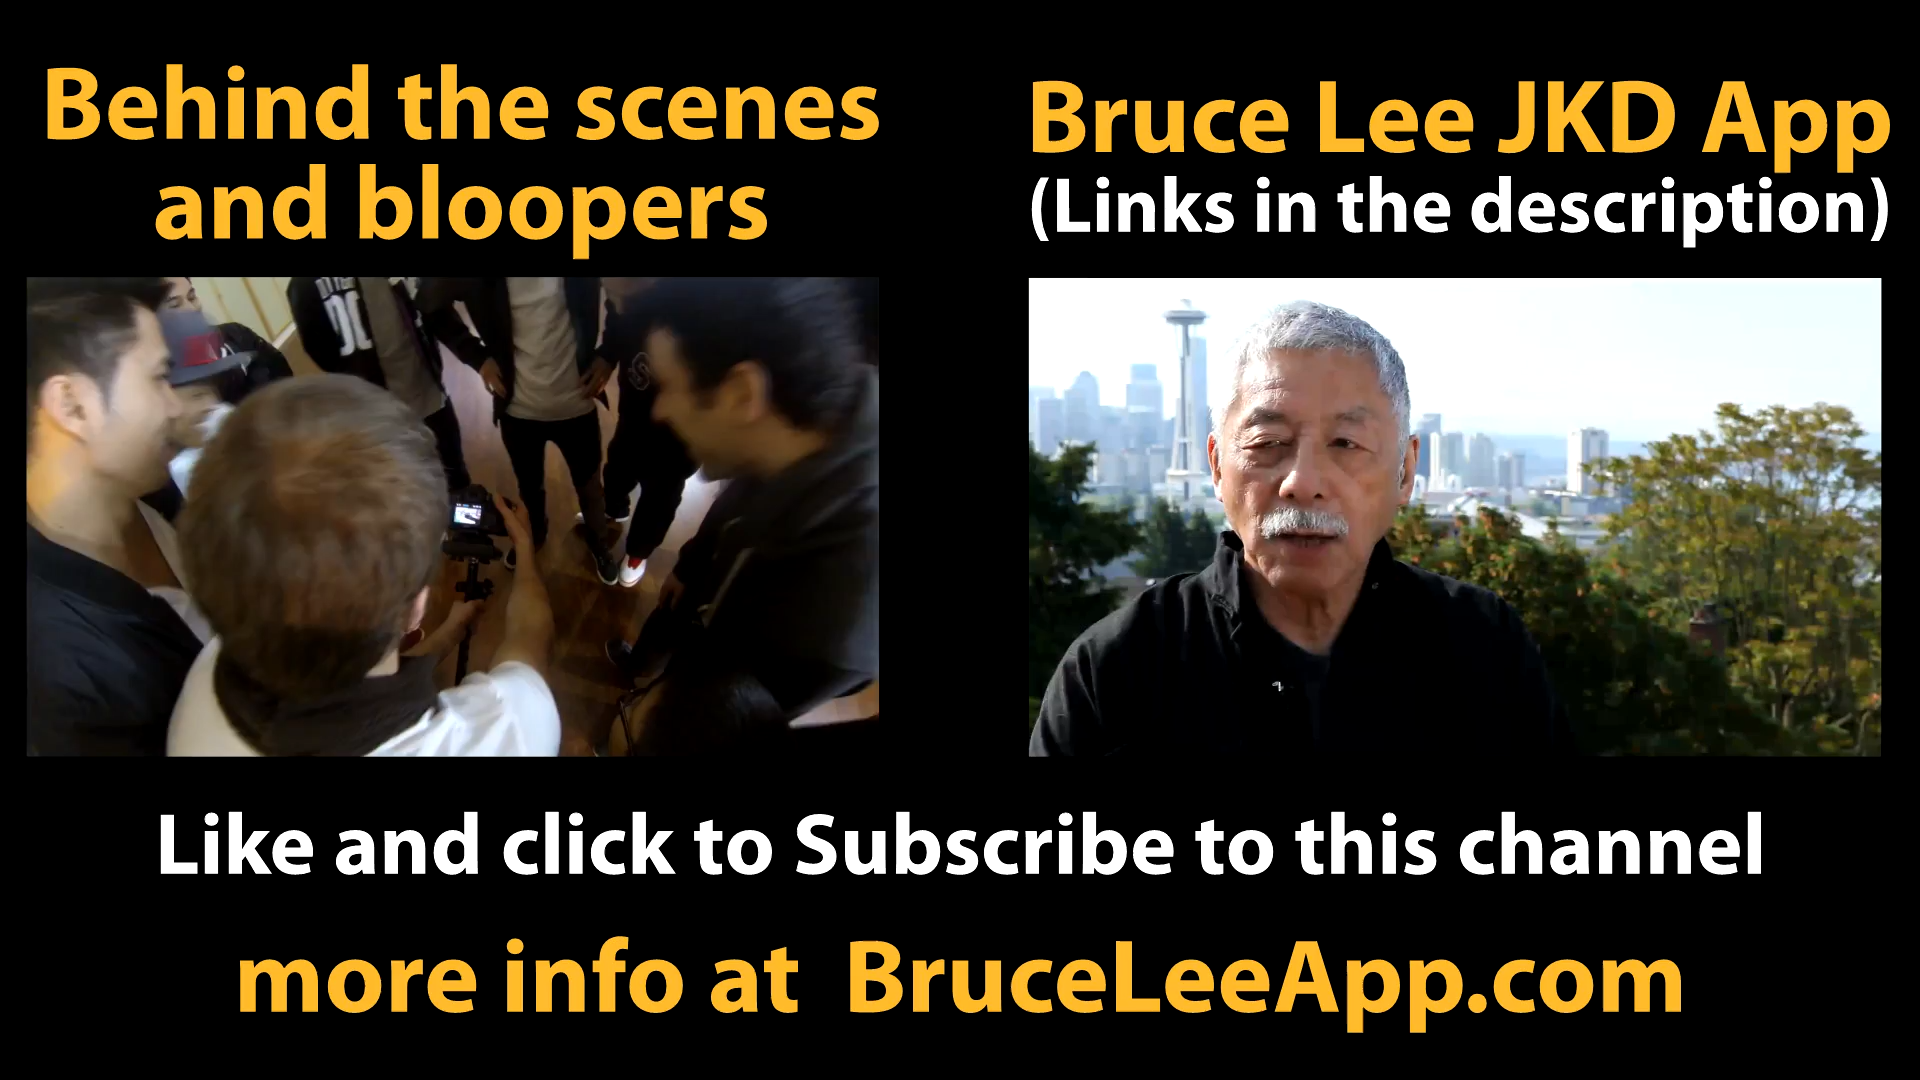 Behind the scenes
and bloopers
Bruce Lee JKD App
(Links in the description)
Like and click to Subscribe to this channel
more info at BruceLeeApp.com